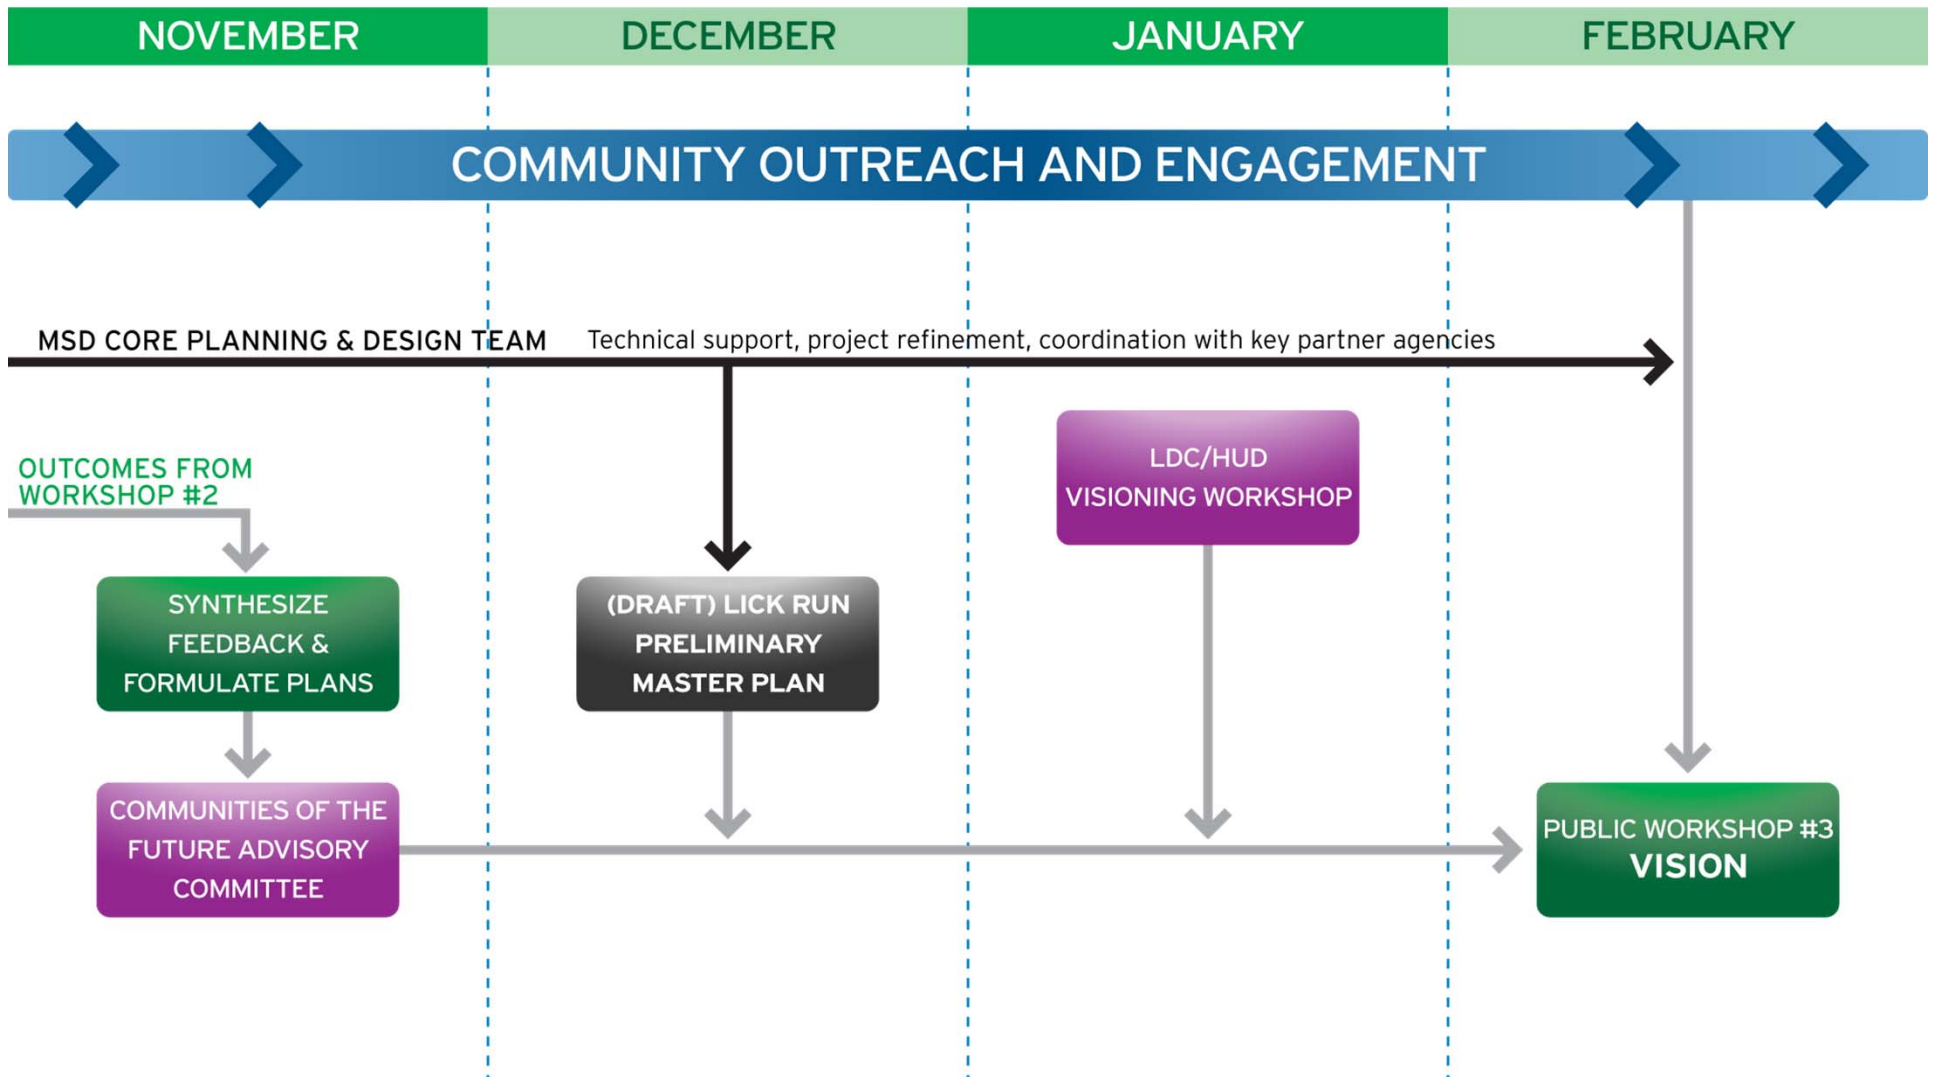 NOVEMBER
DECEMBER
JANUARY
FEBRUARY
COMMUNITY OUTREACH AND ENGAGEMENT
MSD CORE PLANNING & DESIGN TEAM
Technical support, project refinement, coordination with key partner agencies
OUTCOMES FROM
WORKSHOP #2
SYNTHESIZE
FEEDBACK &
FORMULATE PLANS
COMMUNITIES OF THE
FUTURE ADVISORY
COMMITTEE
(DRAFT) LICK RUN
PRELIMINARY
MASTER PLAN
LDC/HUD
VISIONING WORKSHOP
PUBLIC WORKSHOP #3
VISION